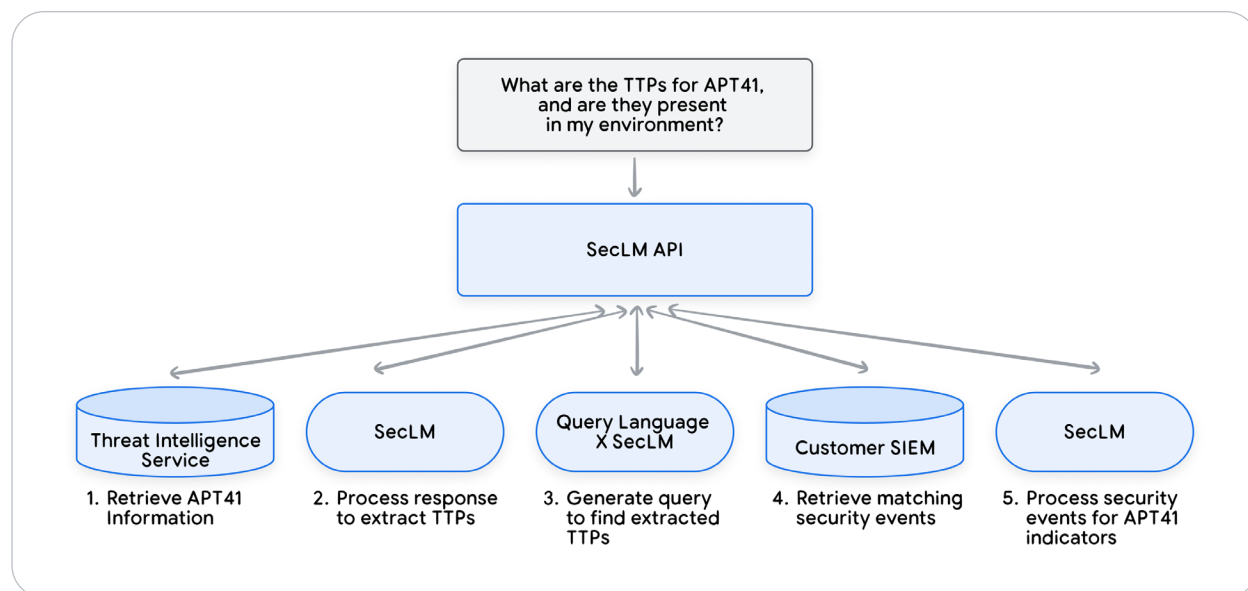 What are the TTPs for APT41,
and are they present
in my environment?
SecLM API
Threat Intelligence
Service
1. Retrieve APT41
Information
SecLM
2. Process response
to extract TTPs
Query Language
X SecLM
3. Generate query
to find extracted
TTPs
Customer SIEM
4. Retrieve matching
security events
SecLM
5. Process security
events for APT41
indicators